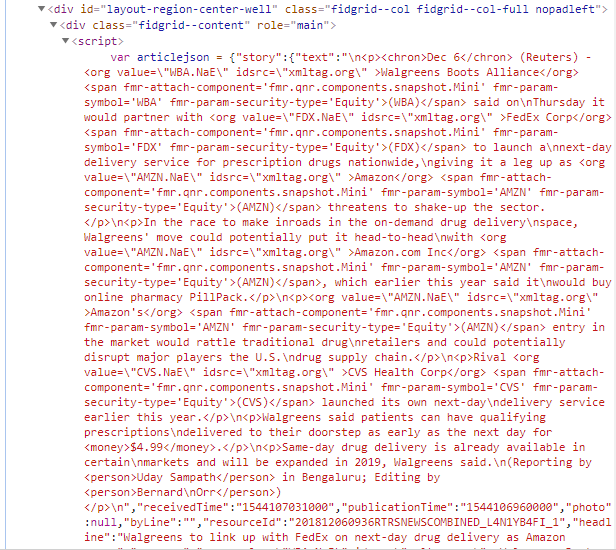 ▼<div id="layout-region-center-well" class="fidgrid--col fidgrid--col-full nopadleft">
▼<div class="fidgrid--content" role="main">
▼<script>
var articlejson = {"story":{"text":"\n<p><chron>Dec 6</chron> (Reuters) -
<org value=\"WBA.NaE\" idsrc=\"xmltag.org\" >Walgreens Boots Alliance</org>
<span fmr-attach-component='fmr.qnr.components.snapshot.Mini' fmr-param-
symbol='WBA' fmr-param-security-type='Equity'>(WBA)</span> said on\nThursday it
would partner with <org value=\"FDX.NaE\" idsrc=\"xmltag.org\" >FedEx Corp</org>
<span fmr-attach-component='fmr.qnr.components.snapshot.Mini' fmr-param-
symbol='FDX' fmr-param-security-type='Equity'>(FDX)</span> to launch a\nnext-day
delivery service for prescription drugs nationwide,\ngiving it a leg up as <org
value=\"AMZN.NaE\" idsrc=\"xmltag.org\" >Amazon</org> <span fmr-attach-
component='fmr.qnr.components.snapshot.Mini' fmr-param-symbol='AMZN' fmr-param-
security-type='Equity'>(AMZN)</span> threatens to shake-up the sector.
</p>\n<p>In the race to make inroads in the on-demand drug delivery\nspace,
Walgreens' move could potentially put it head-to-head\nwith <org
value=\"AMZN.NaE\" idsrc=\"xmltag.org\" >Amazon.com Inc</org> <span fmr-attach-
component='fmr.qnr.components.snapshot.Mini' fmr-param-symbol='AMZN' fmr-param-
security-type='Equity'>(AMZN)</span>, which earlier this year said it\nwould buy
online pharmacy PillPack.</p>\n<p><org value=\"AMZN.NaE\" idsrc=\"xmltag.org\"
>Amazon's</org> <span fmr-attach-component='fmr.qnr.components.snapshot.Mini'
fmr-param-symbol='AMZN' fmr-param-security-type='Equity'>(AMZN)</span> entry in
the market would rattle traditional drug\nretailers and could potentially
disrupt major players the U.S.\ndrug supply chain.</p>\n<p>Rival <org
value=\"CVS.NaE\" idsrc=\"xmltag.org\" >CVS Health Corp</org> <span fmr-attach-
component='fmr.qnr.components.snapshot.Mini' fmr-param-symbol='CVS' fmr-param-
security-type='Equity'>(CVS)</span> launched its own next-day\ndelivery service
earlier this year.</p>\n<p>Walgreens said patients can have qualifying
prescriptions\ndelivered to their doorstep as early as the next day for
<money>$4.99</money>.</p>\n<p>Same-day drug delivery is already available in
certain\nmarkets and will be expanded in 2019, Walgreens said.\n(Reporting by
<person>Uday Sampath</person> in Bengaluru; Editing by
<person>Bernard\nOrr</person>)
</p>\n","receivedTime":"1544107031000","publicationTime":"1544106960000","photo"
:null,"byLine":"","resourceId":"201812060936RTRSNEWSCOMBINED_L4N1YB4FI_1","headl
ine":"Walgreens to link up with FedEx on next-day drug delivery as Amazon